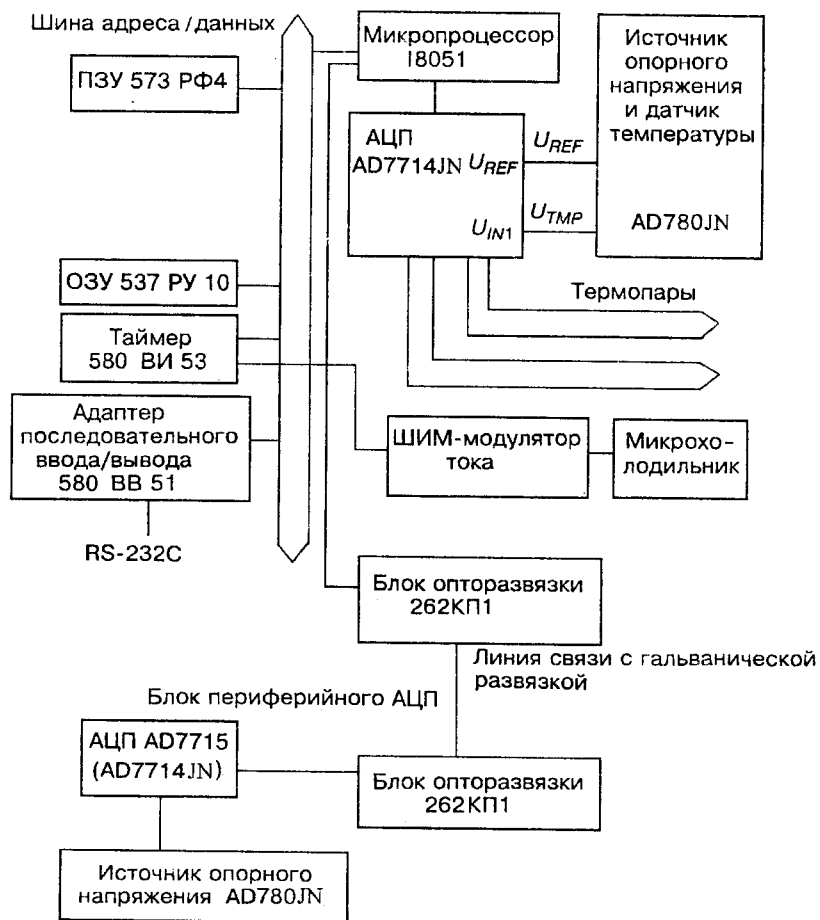 Шина адреса/данных
ПЗУ 573 РФ4
Микропроцессор
I8051
Источник
опорного
напряжения
и датчик
температуры
AD780JN
АЦП
AD7714JN
U_REF
U_REF
U_IN1
U_TMP
ОЗУ 537 РУ 10
Термопары
Таймер
580 ВИ 53
Адаптер
последовательного
ввода/вывода
580 ВВ 51
RS-232C
ШИМ-модулятор
тока
Микрохо-
лодильник
Блок опторазвязки
262КП1
Линия связи с гальванической
развязкой
Блок периферийного АЦП
АЦП AD7715
(AD7714JN)
Блок опторазвязки
262КП1
Источник опорного
напряжения AD780JN